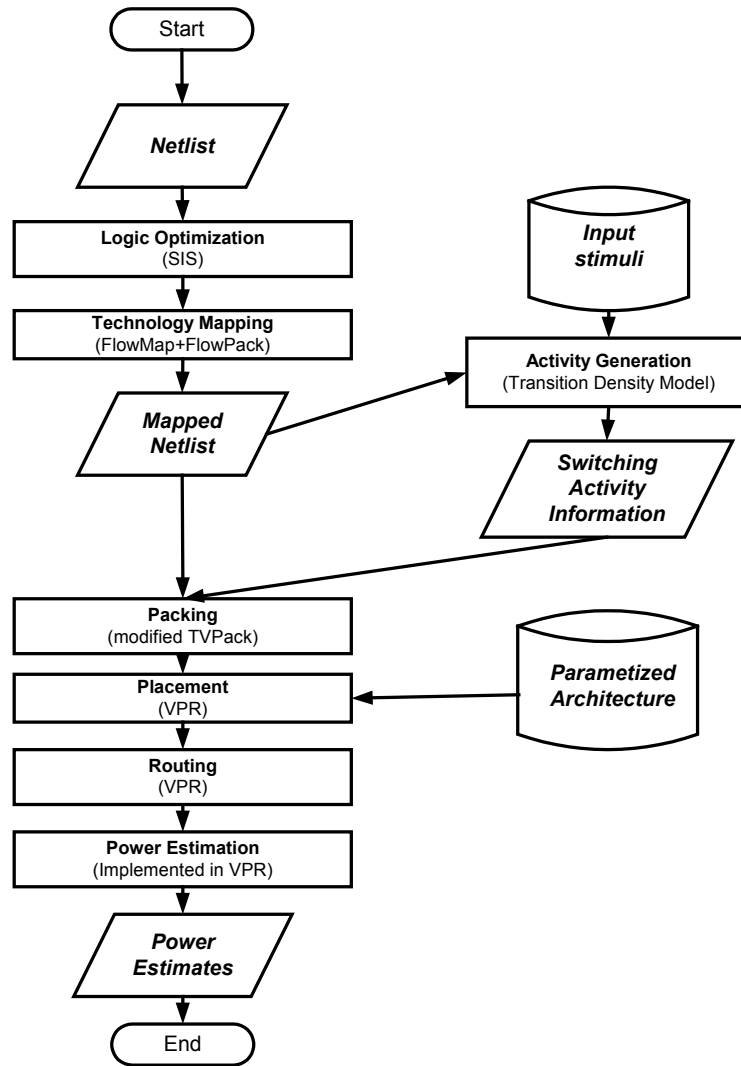 Start
Netlist
Logic Optimization
(SIS)
Technology Mapping
(FlowMap+FlowPack)
Mapped
Netlist
Input
stimuli
Activity Generation
(Transition Density Model)
Switching
Activity
Information
Packing
(modified TVPack)
Placement
(VPR)
Parametized
Architecture
Routing
(VPR)
Power Estimation
(Implemented in VPR)
Power
Estimates
End